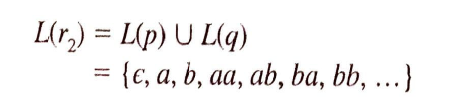 L(r₂) = L(p) ∪ L(q)
= {ϵ, a, b, aa, ab, ba, bb, ...}